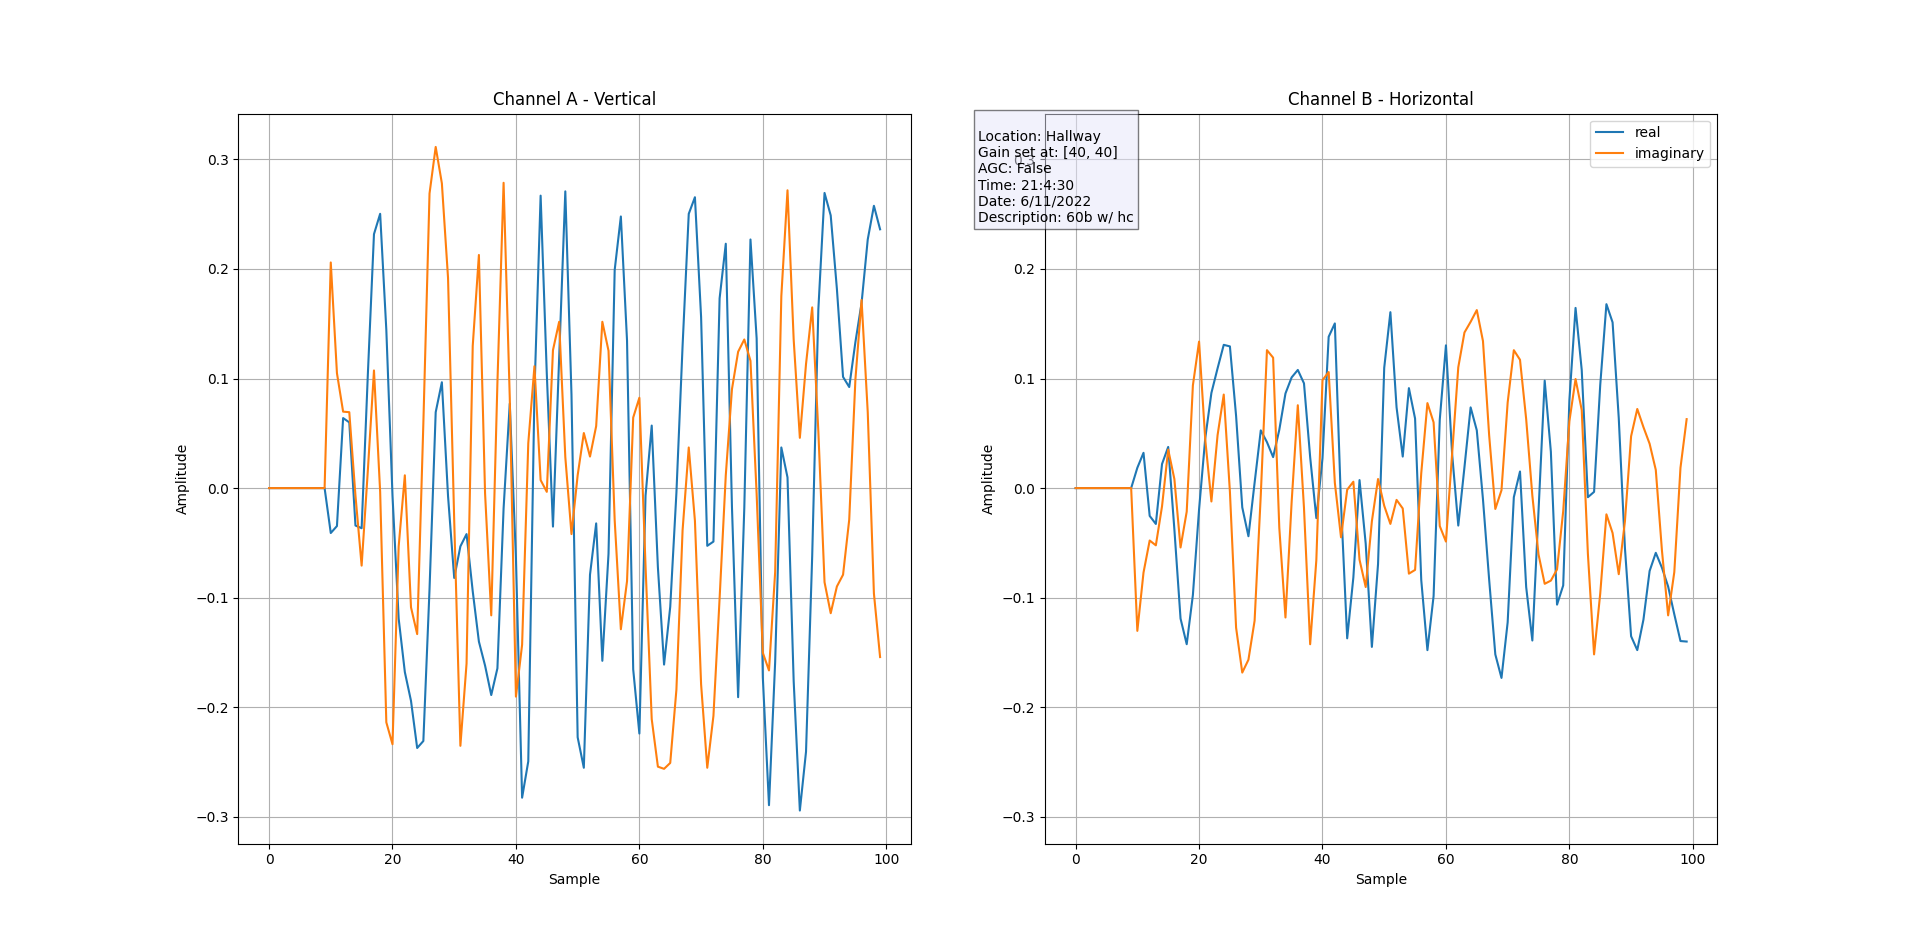 Channel A - Vertical
Amplitude
0.3
0.2
0.1
0.0
−0.1
−0.2
−0.3
0 20 40 60 80 100
Sample
Channel B - Horizontal
Location: Hallway
Gain set at: [40, 40]
AGC: False
Time: 21:4:30
Date: 6/11/2022
Description: 60b w/ hc
real
imaginary
Amplitude
0.3
0.2
0.1
0.0
−0.1
−0.2
−0.3
0 20 40 60 80 100
Sample